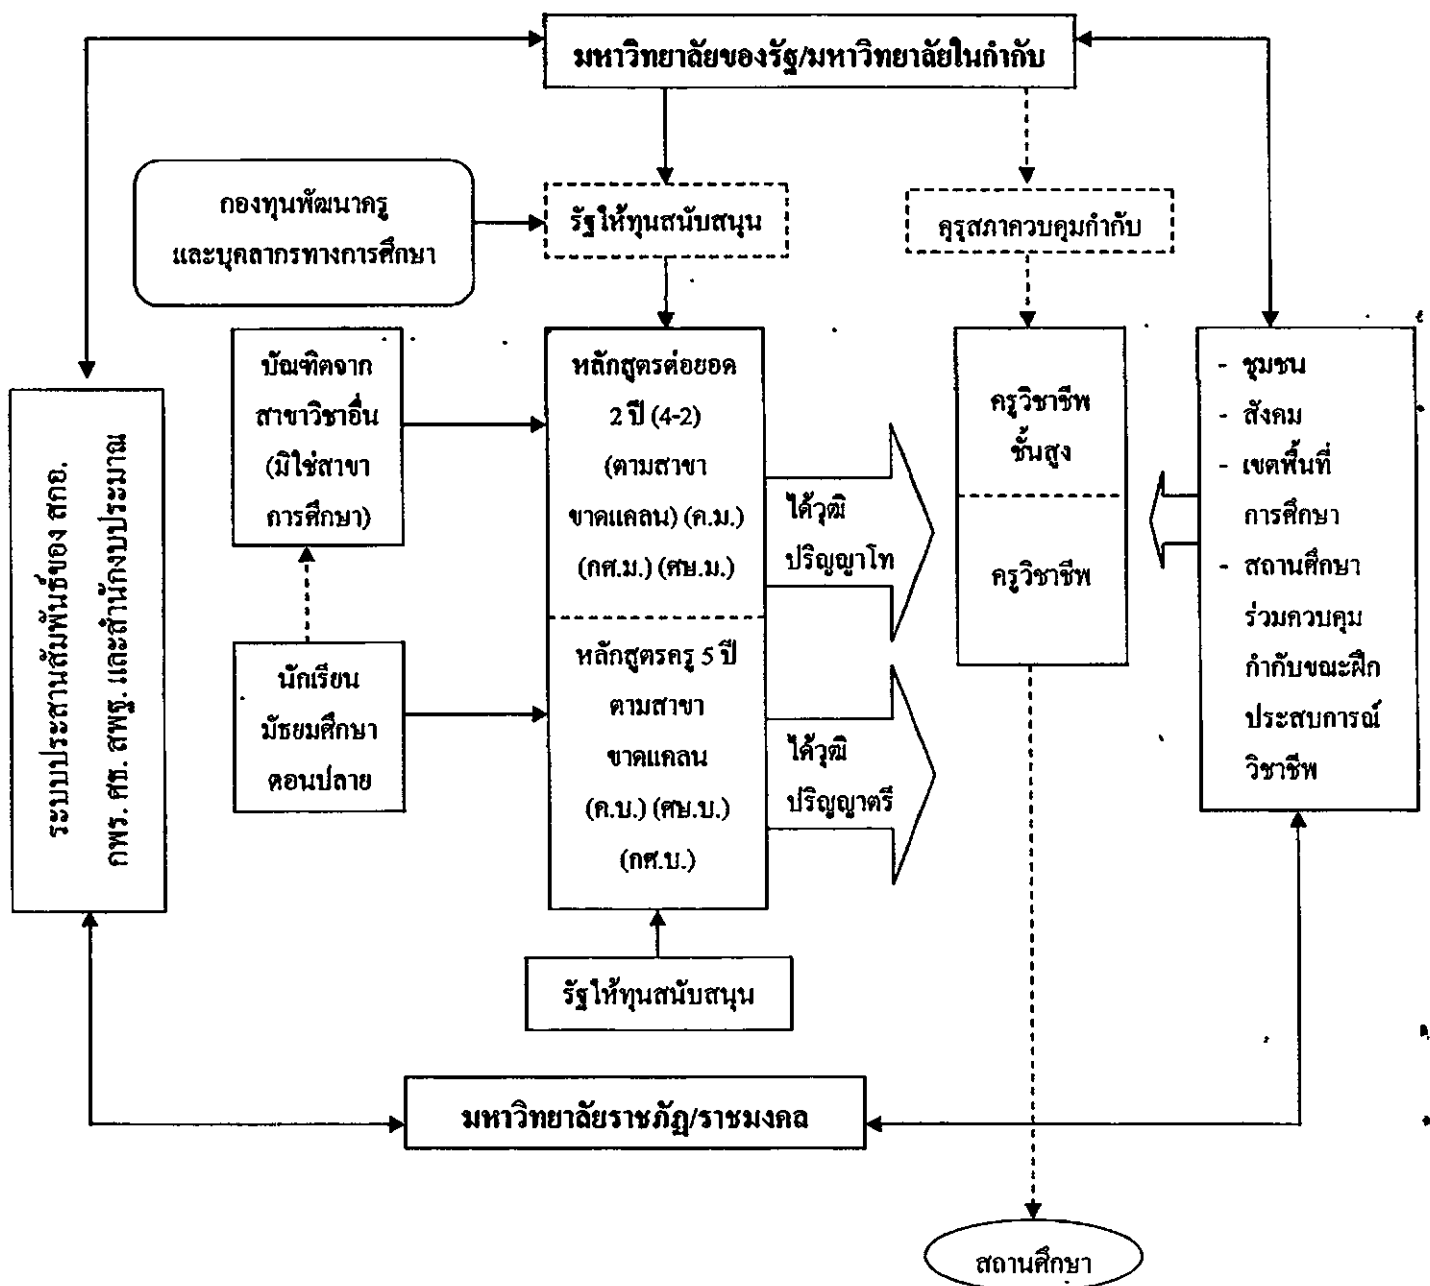 มหาวิทยาลัยของรัฐ/มหาวิทยาลัยในกำกับ
กองทุนพัฒนาครู
และบุคลากรทางการศึกษา
รัฐให้ทุนสนับสนุน
คุรุสภาควบคุมกำกับ
ระบบประสานสัมพันธ์ของ สกอ.
กพร. ศธ. สพฐ. และสำนักงบประมาณ
บัณฑิตจาก
สาขาวิชาอื่น
(มิใช่สาขา
การศึกษา)
นักเรียน
มัธยมศึกษา
ตอนปลาย
หลักสูตรต่อยอด
2 ปี (4-2)
(ตามสาขา
ขาดแคลน) (ค.ม.)
(กศ.ม.) (ศษ.ม.)
หลักสูตรครู 5 ปี
ตามสาขา
ขาดแคลน
(ค.บ.) (ศษ.บ.)
(กศ.บ.)
ได้วุฒิ
ปริญญาโท
ได้วุฒิ
ปริญญาตรี
ครูวิชาชีพ
ชั้นสูง
ครูวิชาชีพ
- ชุมชน
- สังคม
- เขตพื้นที่
การศึกษา
- สถานศึกษา
ร่วมควบคุม
กำกับขณะฝึก
ประสบการณ์
วิชาชีพ
รัฐให้ทุนสนับสนุน
มหาวิทยาลัยราชภัฏ/ราชมงคล
สถานศึกษา